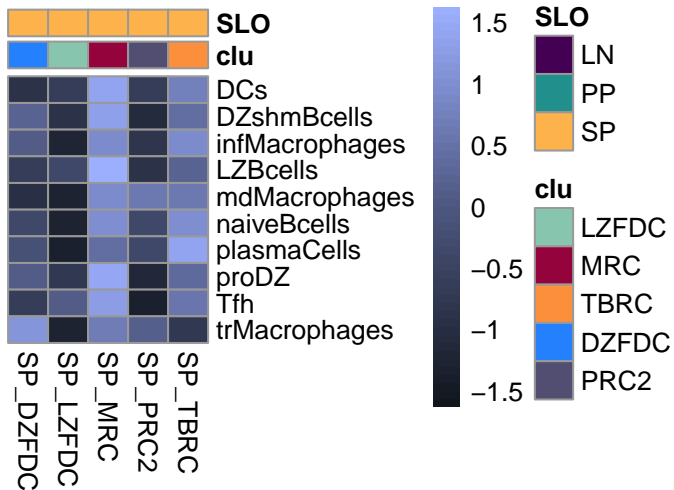 SLO
clu
DCs
DZshmBcells
infMacrophages
LZBcells
mdMacrophages
naiveBcells
plasmaCells
proDZ
Tfh
trMacrophages
SP_DZFDC
SP_LZFDC
SP_MRC
SP_PRC2
SP_TBRC
1.5
1
0.5
0
−0.5
−1
−1.5
SLO
LN
PP
SP
clu
LZFDC
MRC
TBRC
DZFDC
PRC2